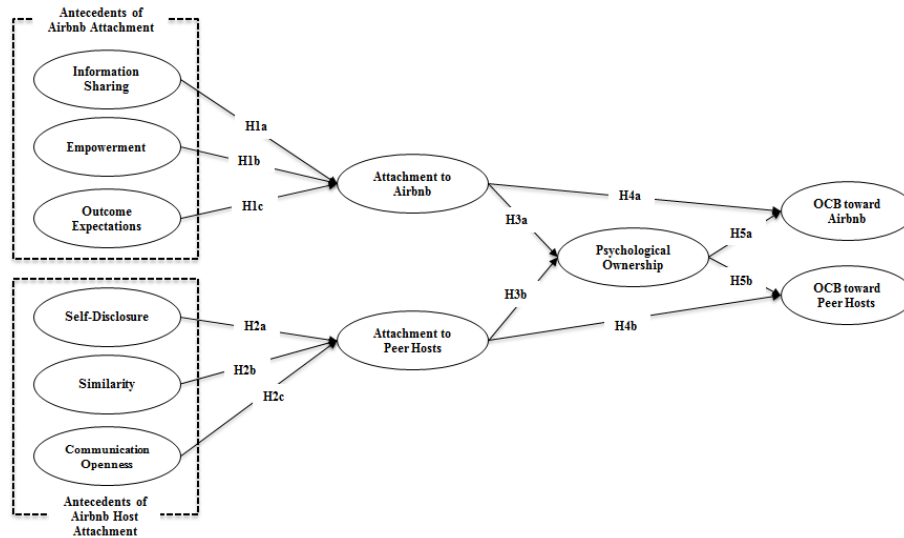 Antecedents of
Airbnb Attachment
Information
Sharing
H1a
Empowerment
H1b
Attachment to
Airbnb
H1c
Outcome
Expectations
H4a
OCB toward
Airbnb
H3a
H5a
Psychological
Ownership
H5b
OCB toward
Peer Hosts
H3b
Self-Disclosure
H2a
H4b
Attachment to
Peer Hosts
H2b
Similarity
H2c
Communication
Openness
Antecedents of
Airbnb Host
Attachment